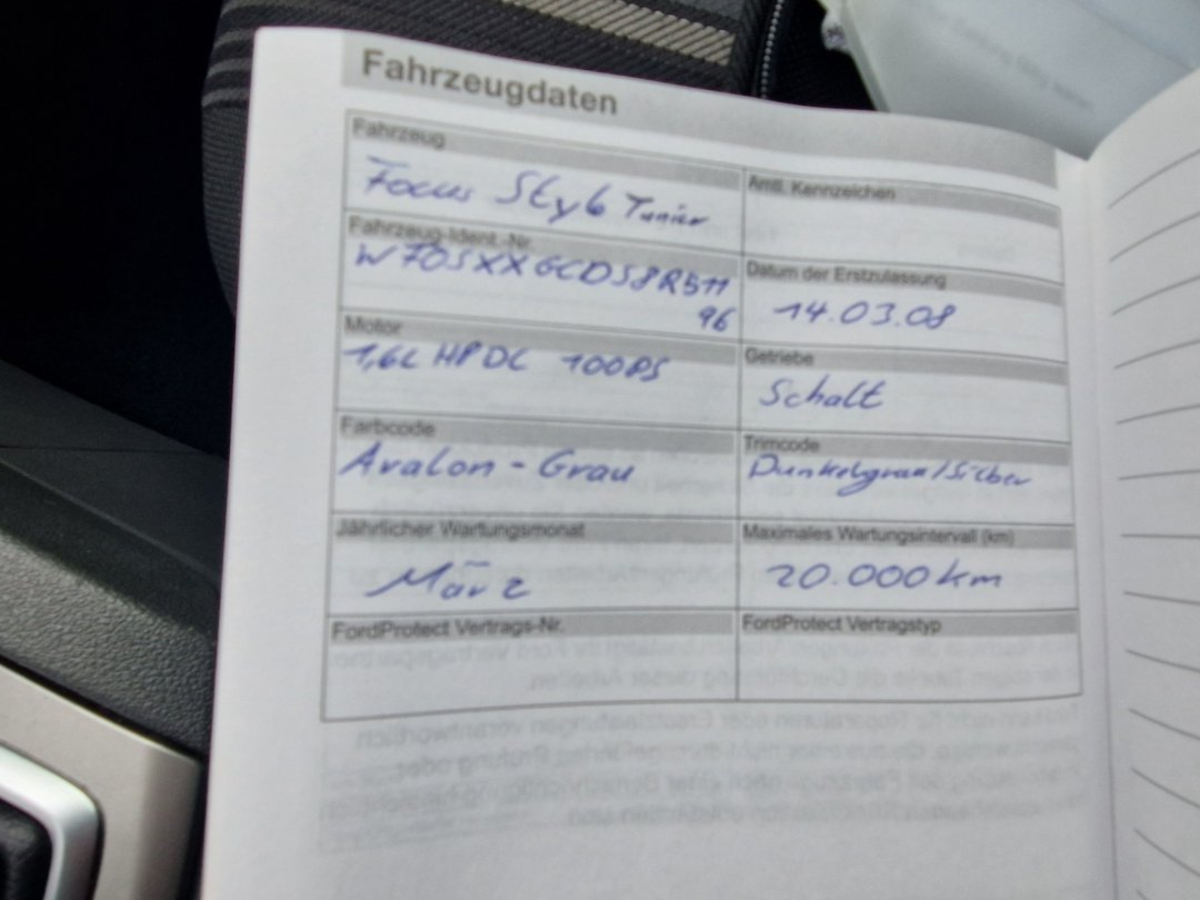 Fahrzeugdaten
Fahrzeug
Focus Style Turnier
Amtl. Kennzeichen
Fahrzeug-Ident.-Nr.
WF0SXXGCDS8R511
96
Datum der Erstzulassung
14.03.08
Motor
1,6L HPDC 100PS
Getriebe
Schalt
Farbcode
Avalon - Grau
Trimcode
Dunkelgrau/Silber
Jährlicher Wartungsmonat
März
Maximales Wartungsintervall (km)
20.000 km
FordProtect Vertrags-Nr.
FordProtect Vertragstyp